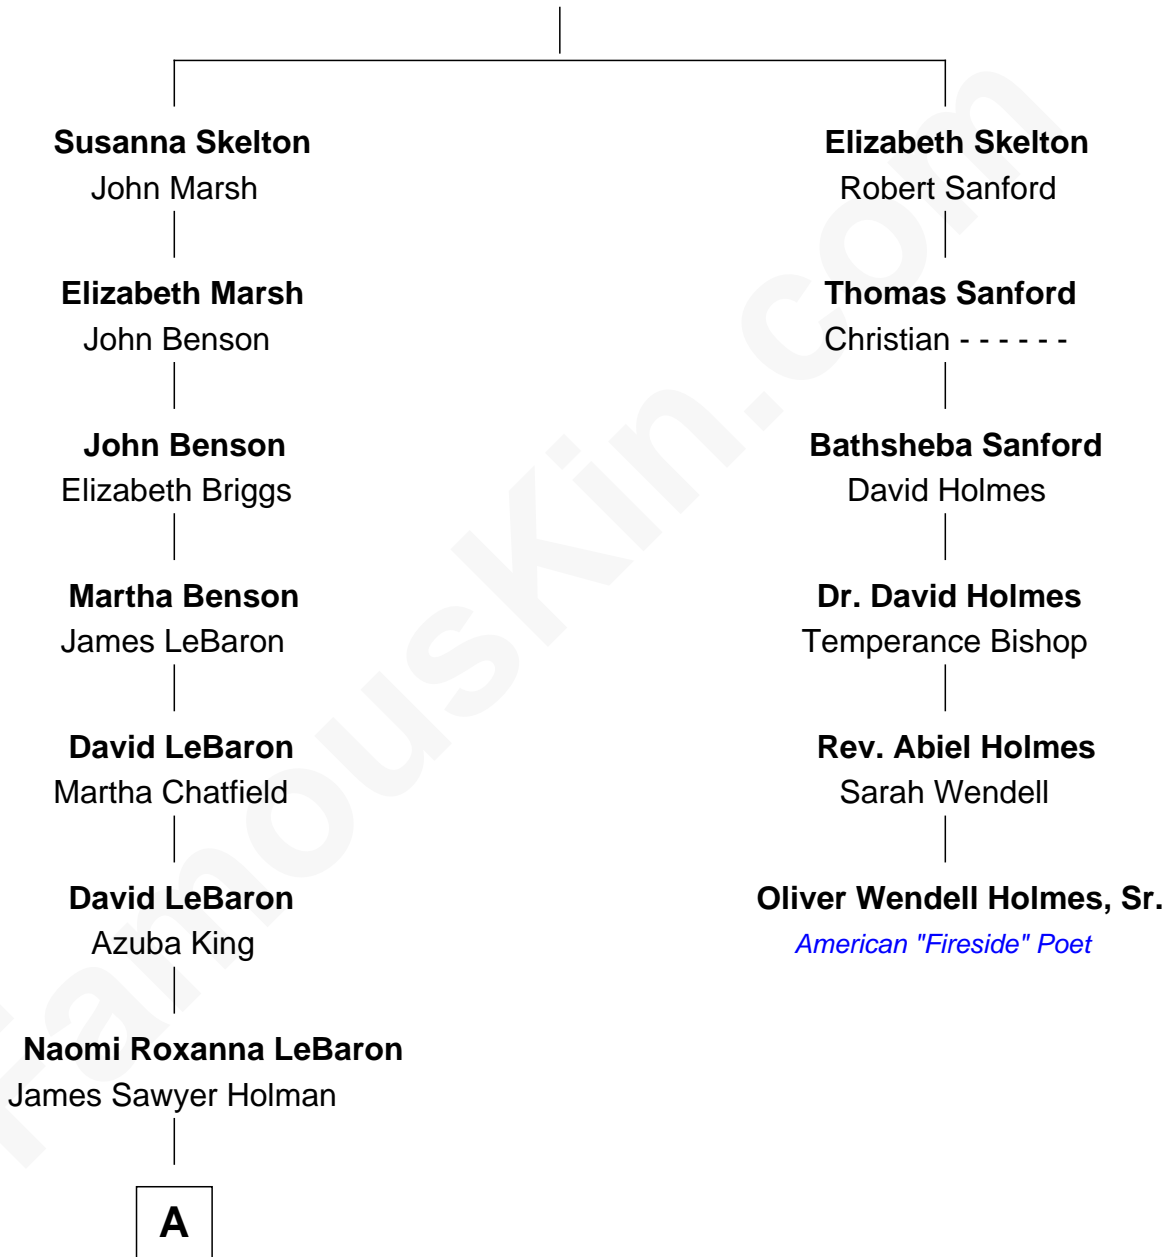 Susanna Skelton
John Marsh
Elizabeth Skelton
Robert Sanford
Elizabeth Marsh
John Benson
Thomas Sanford
Christian - - - - - -
John Benson
Elizabeth Briggs
Bathsheba Sanford
David Holmes
Martha Benson
James LeBaron
Dr. David Holmes
Temperance Bishop
David LeBaron
Martha Chatfield
Rev. Abiel Holmes
Sarah Wendell
David LeBaron
Azuba King
Oliver Wendell Holmes, Sr.
American "Fireside" Poet
Naomi Roxanna LeBaron
James Sawyer Holman
A
FamousKin.com